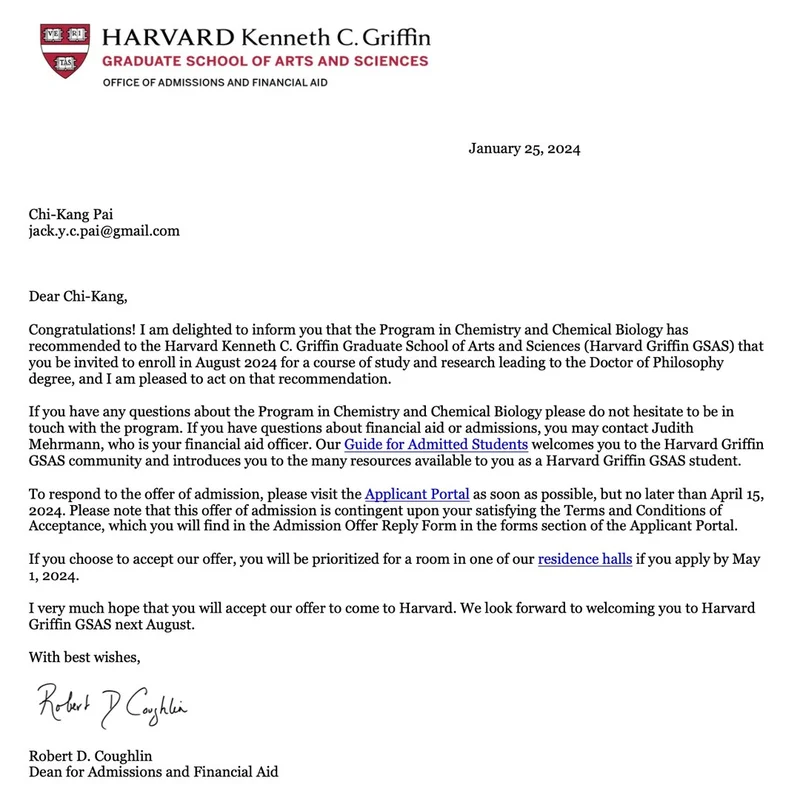 VE RI
TAS
HARVARD Kenneth C. Griffin
GRADUATE SCHOOL OF ARTS AND SCIENCES
OFFICE OF ADMISSIONS AND FINANCIAL AID
January 25, 2024
Chi-Kang Pai
jack.y.c.pai@gmail.com
Dear Chi-Kang,
Congratulations! I am delighted to inform you that the Program in Chemistry and Chemical Biology has
recommended to the Harvard Kenneth C. Griffin Graduate School of Arts and Sciences (Harvard Griffin GSAS) that
you be invited to enroll in August 2024 for a course of study and research leading to the Doctor of Philosophy
degree, and I am pleased to act on that recommendation.
If you have any questions about the Program in Chemistry and Chemical Biology please do not hesitate to be in
touch with the program. If you have questions about financial aid or admissions, you may contact Judith
Mehrmann, who is your financial aid officer. Our Guide for Admitted Students welcomes you to the Harvard Griffin
GSAS community and introduces you to the many resources available to you as a Harvard Griffin GSAS student.
To respond to the offer of admission, please visit the Applicant Portal as soon as possible, but no later than April 15,
2024. Please note that this offer of admission is contingent upon your satisfying the Terms and Conditions of
Acceptance, which you will find in the Admission Offer Reply Form in the forms section of the Applicant Portal.
If you choose to accept our offer, you will be prioritized for a room in one of our residence halls if you apply by May
1, 2024.
I very much hope that you will accept our offer to come to Harvard. We look forward to welcoming you to Harvard
Griffin GSAS next August.
With best wishes,
Robert D Coughlin
Robert D. Coughlin
Dean for Admissions and Financial Aid